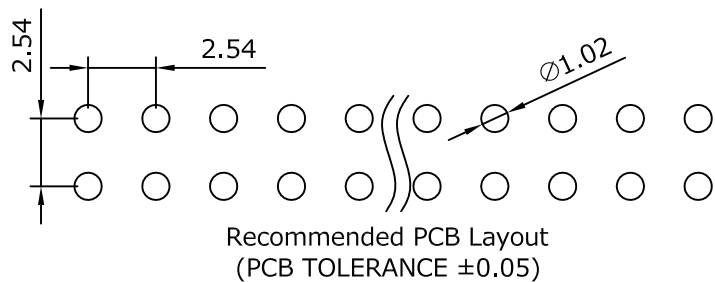 2.54
2.54
∅1.02
Recommended PCB Layout
(PCB TOLERANCE ±0.05)